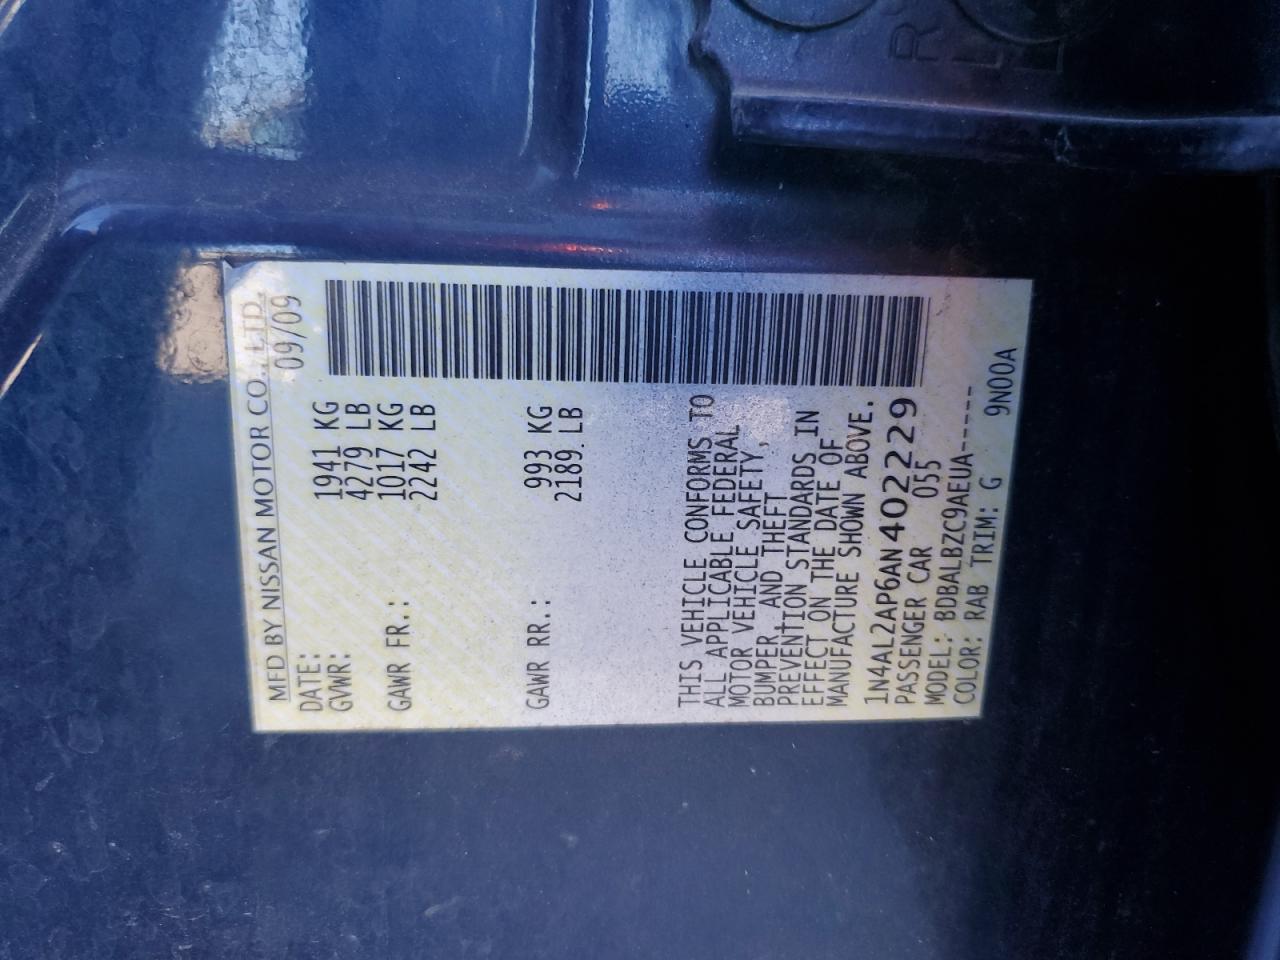 MFD BY NISSAN MOTOR CO., LTD.
DATE: 09/09
GVWR: 1941 KG
4279 LB
GAWR FR.: 1017 KG
2242 LB
GAWR RR.: 993 KG
2189 LB
THIS VEHICLE CONFORMS TO
ALL APPLICABLE FEDERAL
MOTOR VEHICLE SAFETY,
BUMPER AND THEFT
PREVENTION STANDARDS IN
EFFECT ON THE DATE OF
MANUFACTURE SHOWN ABOVE.
1N4AL2AP6AN402229
PASSENGER CAR 055
MODEL: BDBALBZC9AEUA-----
COLOR: RAB TRIM: G 9N00A